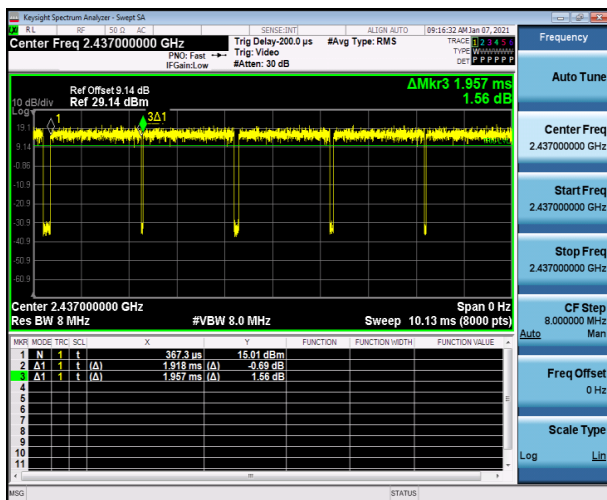 Keysight Spectrum Analyzer - Swept SA
RL RF 50 Ω AC SENSE:INT ALIGN AUTO 09:16:32 AM Jan 07, 2021
Center Freq 2.437000000 GHz
PNO: Fast
IFGain:Low
Trig Delay-200.0 µs
Trig: Video
#Atten: 30 dB
#Avg Type: RMS
TRACE 1 2 3 4 5 6
TYPE WWWWWW
DET P P P P P P
Frequency
Auto Tune
Center Freq
2.437000000 GHz
Start Freq
2.437000000 GHz
Stop Freq
2.437000000 GHz
CF Step
8.000000 MHz
Auto Man
Freq Offset
0 Hz
Scale Type
Log Lin
ΔMkr3 1.957 ms
1.56 dB
Ref Offset 9.14 dB
10 dB/div Ref 29.14 dBm
Log
1 3Δ1
19.1
9.14
-0.86
-10.9
-20.9
-30.9
-40.9
-50.9
-60.9
Center 2.437000000 GHz Span 0 Hz
Res BW 8 MHz #VBW 8.0 MHz Sweep 10.13 ms (8000 pts)
MKR MODE TRC SCL X Y FUNCTION FUNCTION WIDTH FUNCTION VALUE
1 N 1 t 367.3 µs 15.01 dBm
2 Δ1 1 t (Δ) 1.918 ms (Δ) -0.69 dB
3 Δ1 1 t (Δ) 1.957 ms (Δ) 1.56 dB
4
5
6
7
8
9
10
11
MSG STATUS